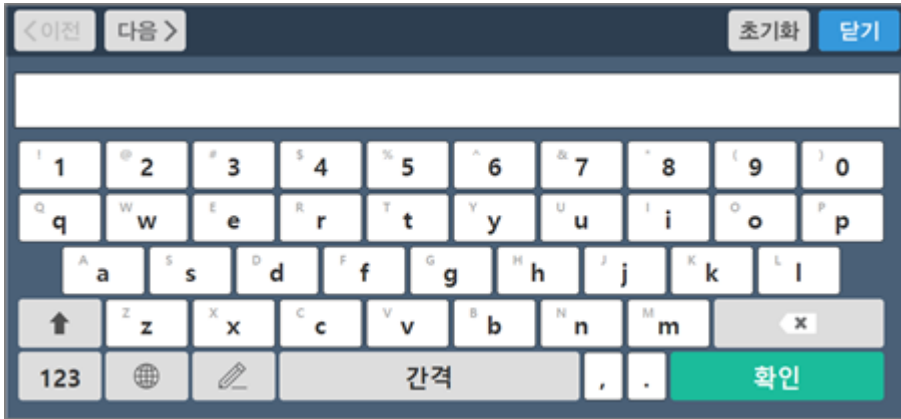 <이전 다음> 초기화 닫기
! 1 @ 2 # 3 $ 4 % 5 ^ 6 & 7 * 8 ( 9 ) 0
Q q W w E e R r T t Y y U u I i O o P p
A a S s D d F f G g H h J j K k L l
Z z X x C c V v B b N n M m x
123 간격 , . 확인